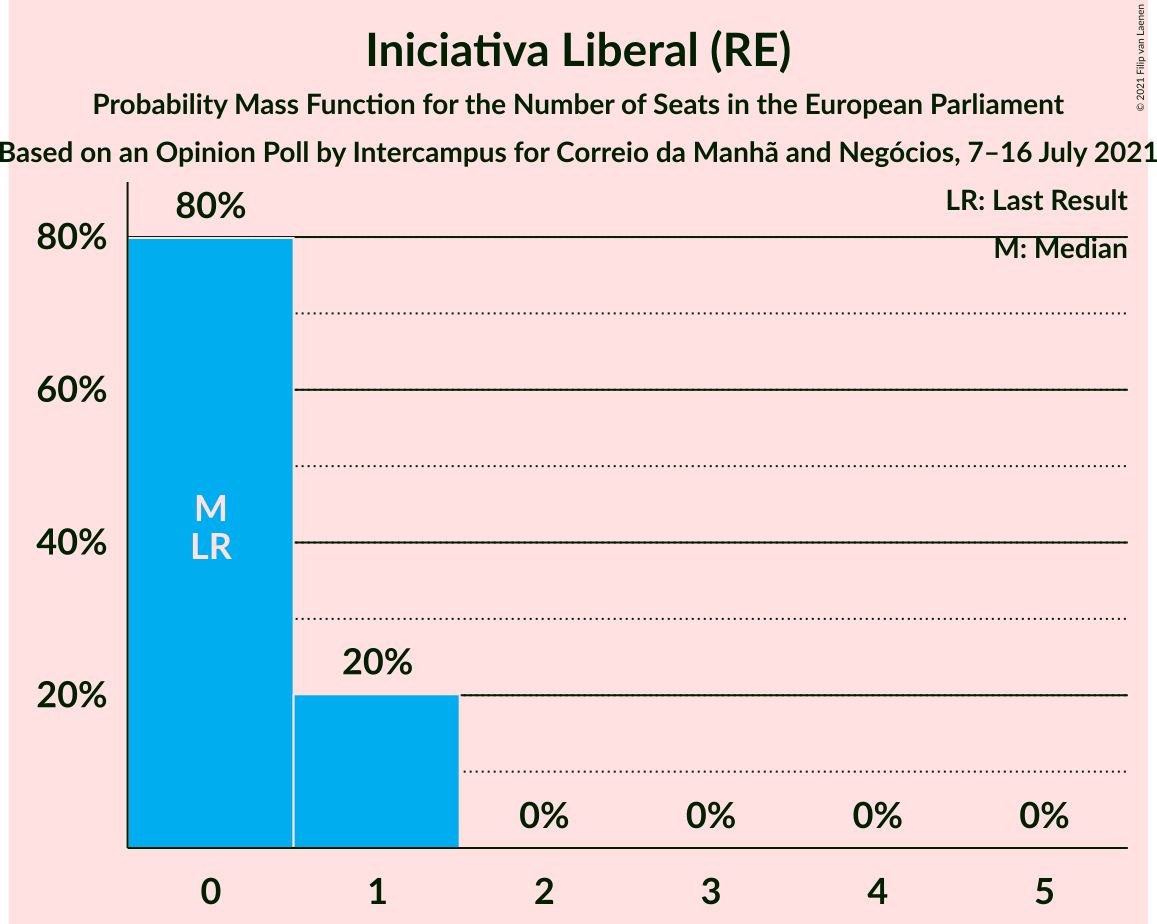 Iniciativa Liberal (RE)
Probability Mass Function for the Number of Seats in the European Parliament
Based on an Opinion Poll by Intercampus for Correio da Manhã and Negócios, 7–16 July 2021
© 2021 Filip van Laenen
LR: Last Result
M: Median
80%
80%
60%
M
LR
40%
20%
20%
0% 0% 0% 0%
0 1 2 3 4 5